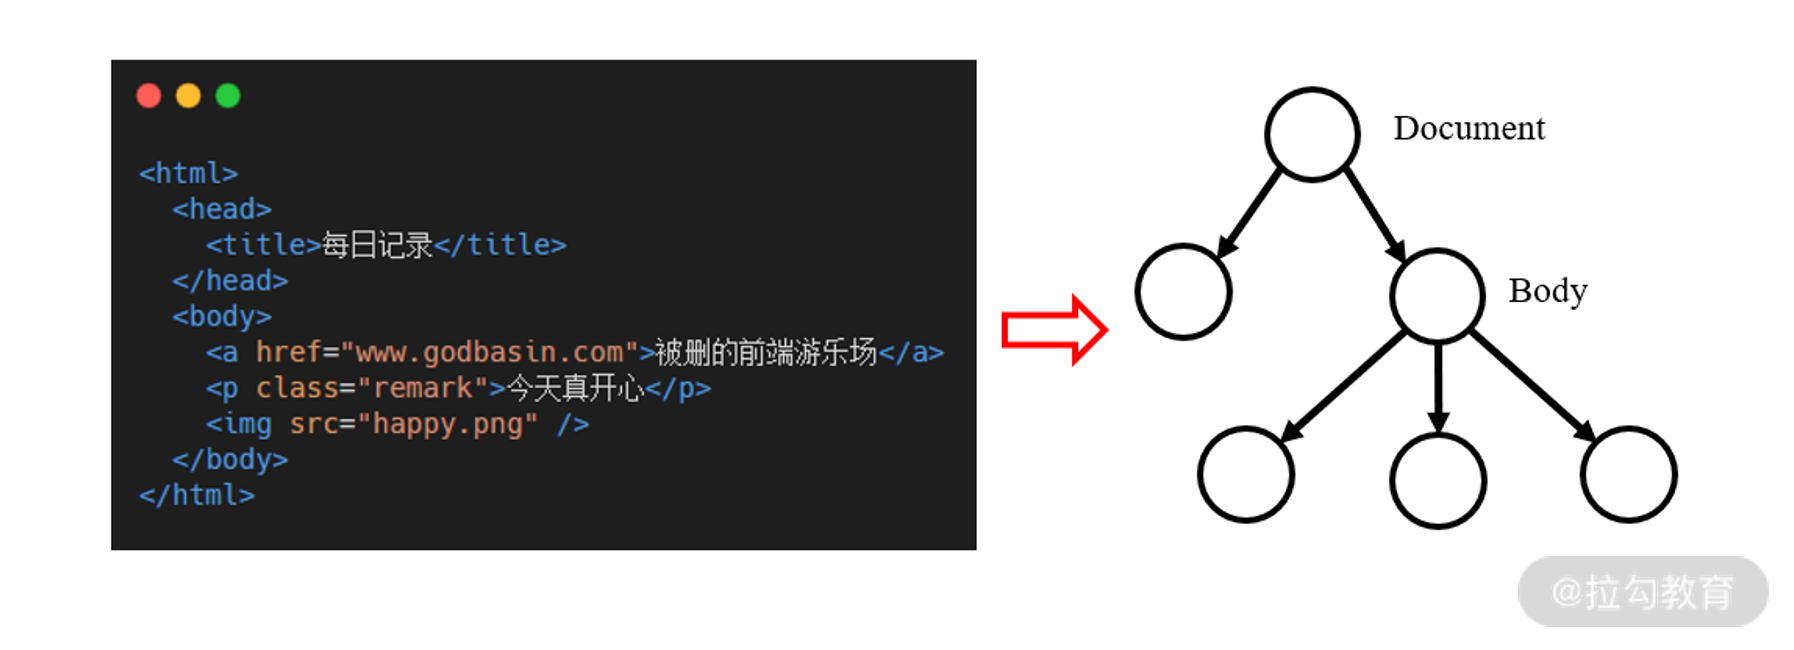 <html>
<head>
<title>每日记录</title>
</head>
<body>
<a href="www.godbasin.com">被删的前端游乐场</a>
<p class="remark">今天真开心</p>
<img src="happy.png" />
</body>
</html>
Document
Body
@拉勾教育